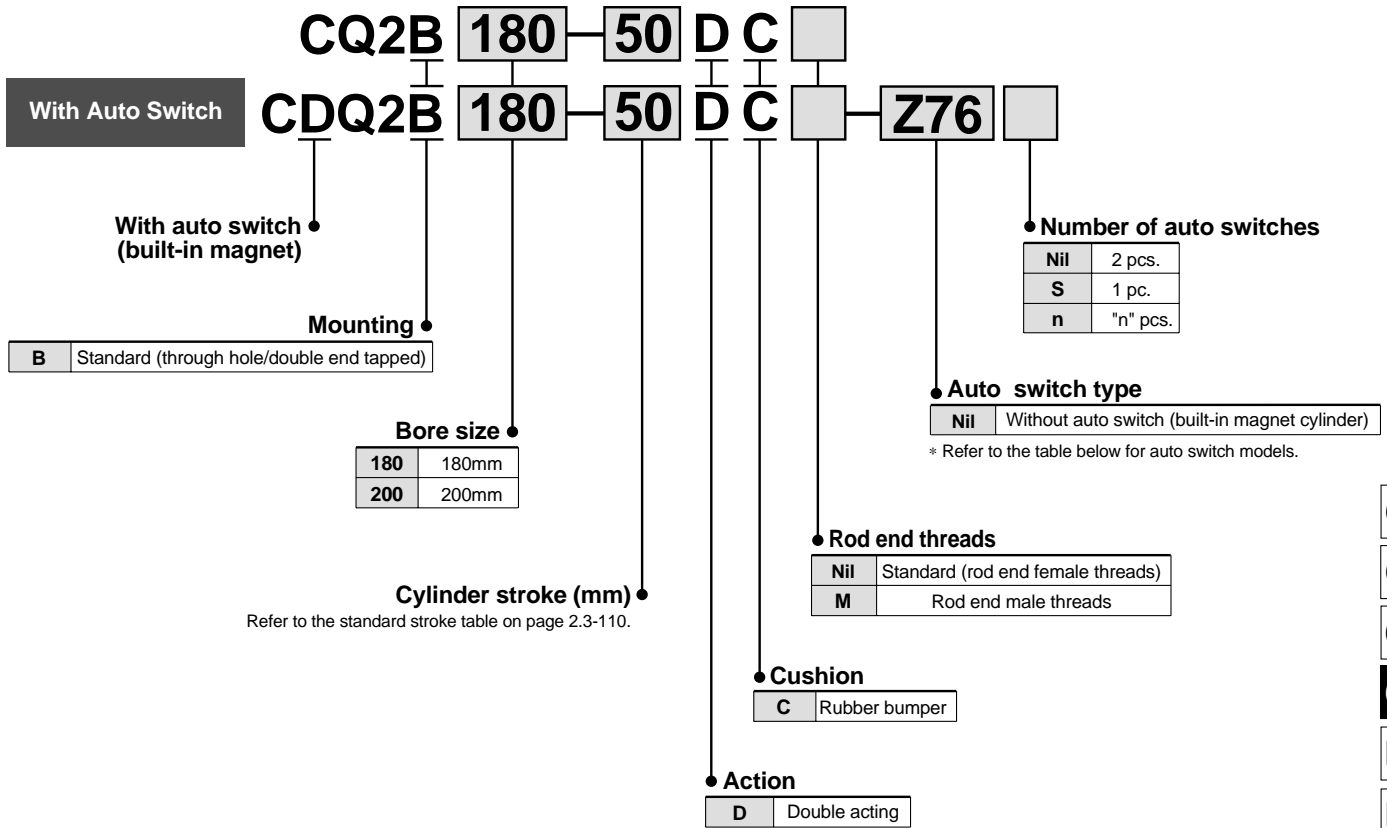 CQ2B 180-50 D C
With Auto Switch
CDQ2B 180-50 D C - Z76
With auto switch
(built-in magnet)
Number of auto switches
Nil 2 pcs.
S 1 pc.
n "n" pcs.
Mounting
B Standard (through hole/double end tapped)
Auto switch type
Nil Without auto switch (built-in magnet cylinder)
* Refer to the table below for auto switch models.
Bore size
180 180mm
200 200mm
Rod end threads
Nil Standard (rod end female threads)
M Rod end male threads
Cylinder stroke (mm)
Refer to the standard stroke table on page 2.3-110.
Cushion
C Rubber bumper
Action
D Double acting